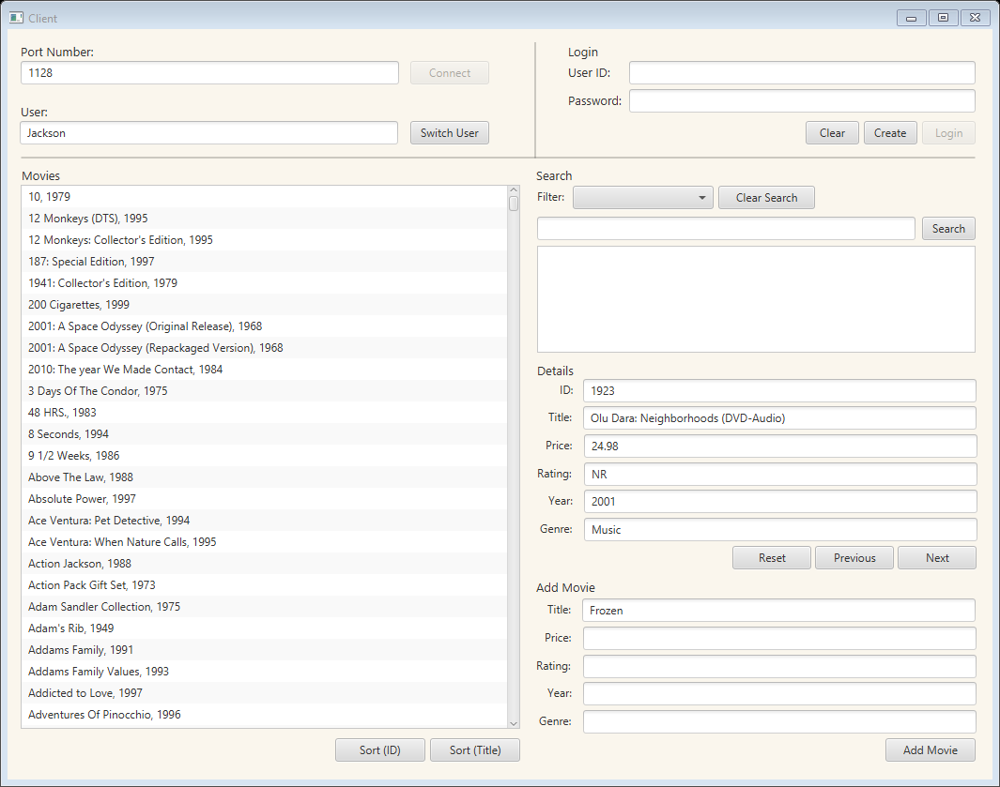 Client
Port Number:
1128
Connect
User:
Jackson
Switch User
Login
User ID:
Password:
Clear
Create
Login
Movies
10, 1979
12 Monkeys (DTS), 1995
12 Monkeys: Collector's Edition, 1995
187: Special Edition, 1997
1941: Collector's Edition, 1979
200 Cigarettes, 1999
2001: A Space Odyssey (Original Release), 1968
2001: A Space Odyssey (Repackaged Version), 1968
2010: The year We Made Contact, 1984
3 Days Of The Condor, 1975
48 HRS., 1983
8 Seconds, 1994
9 1/2 Weeks, 1986
Above The Law, 1988
Absolute Power, 1997
Ace Ventura: Pet Detective, 1994
Ace Ventura: When Nature Calls, 1995
Action Jackson, 1988
Action Pack Gift Set, 1973
Adam Sandler Collection, 1975
Adam's Rib, 1949
Addams Family, 1991
Addams Family Values, 1993
Addicted to Love, 1997
Adventures Of Pinocchio, 1996
Sort (ID)
Sort (Title)
Search
Filter:
Clear Search
Search
Details
ID: 1923
Title: Olu Dara: Neighborhoods (DVD-Audio)
Price: 24.98
Rating: NR
Year: 2001
Genre: Music
Reset
Previous
Next
Add Movie
Title: Frozen
Price:
Rating:
Year:
Genre:
Add Movie